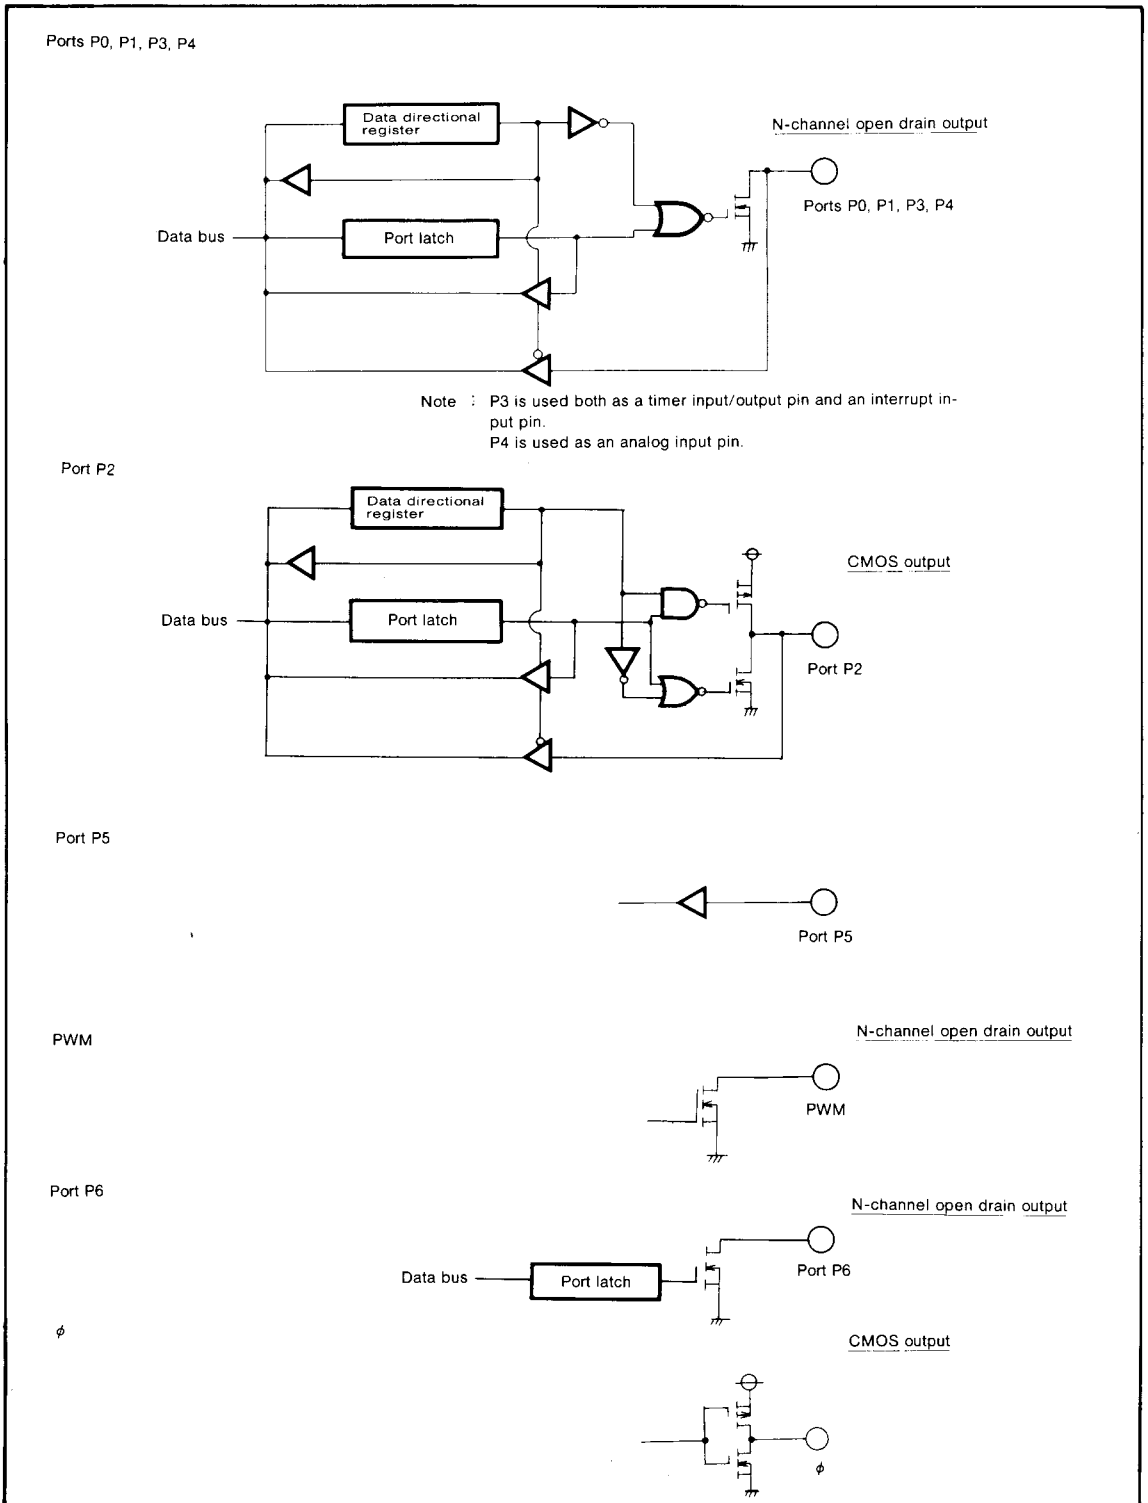 Ports P0, P1, P3, P4
Data directional
register
N-channel open drain output
Ports P0, P1, P3, P4
Data bus
Port latch
Note : P3 is used both as a timer input/output pin and an interrupt in-
put pin.
P4 is used as an analog input pin.
Port P2
Data directional
register
CMOS output
Data bus
Port latch
Port P2
Port P5
Port P5
PWM
N-channel open drain output
PWM
Port P6
N-channel open drain output
Data bus
Port latch
Port P6
ϕ
CMOS output
ϕ